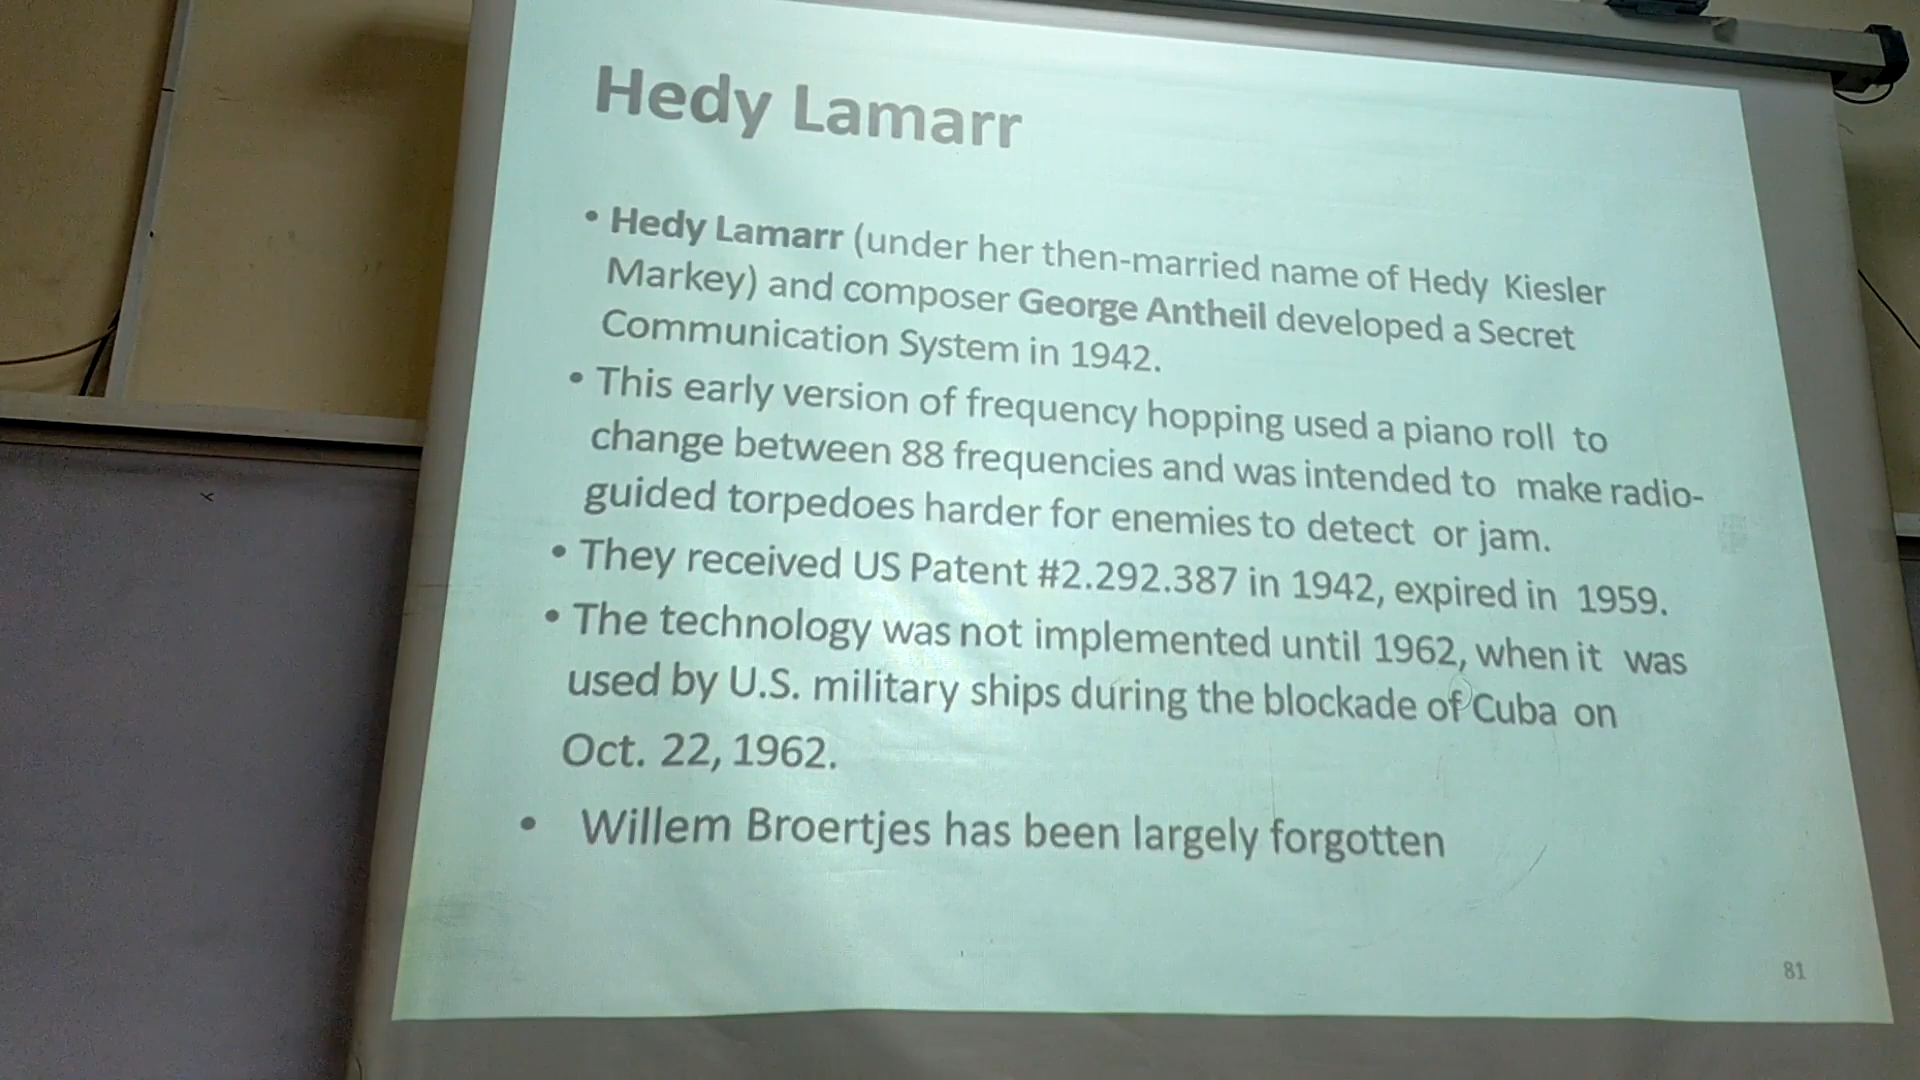 Hedy Lamarr
• Hedy Lamarr (under her then-married name of Hedy Kiesler
Markey) and composer George Antheil developed a Secret
Communication System in 1942.
• This early version of frequency hopping used a piano roll to
change between 88 frequencies and was intended to make radio-
guided torpedoes harder for enemies to detect or jam.
• They received US Patent #2.292.387 in 1942, expired in 1959.
• The technology was not implemented until 1962, when it was
used by U.S. military ships during the blockade of Cuba on
Oct. 22, 1962.
• Willem Broertjes has been largely forgotten
81